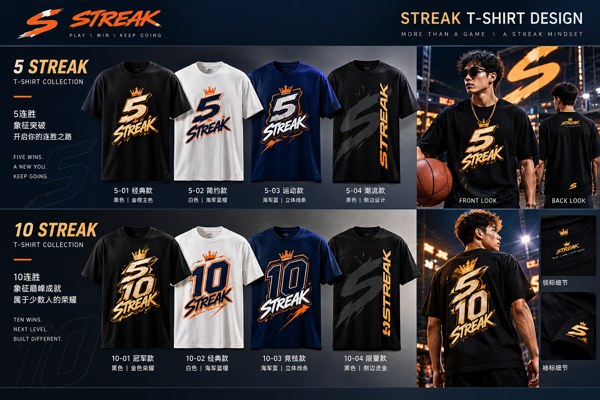 STREAK
PLAY \ WIN \ KEEP GOING
STREAK T-SHIRT DESIGN
MORE THAN A GAME \ A STREAK MINDSET
5 STREAK
T-SHIRT COLLECTION
5连胜
象征突破
开启你的连胜之路
FIVE WINS.
A NEW YOU.
KEEP GOING.
5
STREAK
5
STREAK
5
STREAK
STREAK
5-01 经典款
黑色 | 金橙主色
5-02 简约款
白色 | 海军蓝橙
5-03 运动款
海军蓝 | 立体线条
5-04 潮流款
黑色 | 侧边设计
5
STREAK
FRONT LOOK
STREAK
BACK LOOK
10 STREAK
T-SHIRT COLLECTION
10连胜
象征巅峰成就
属于少数人的荣耀
TEN WINS.
NEXT LEVEL.
BUILT DIFFERENT.
5
10
STREAK
10
STREAK
10
STREAK
STREAK
10-01 冠军款
黑色 | 金色荣耀
10-02 经典款
白色 | 海军蓝橙
10-03 竞技款
海军蓝 | 立体线条
10-04 限量款
黑色 | 侧边烫金
5
10
STREAK
STREAK
领标细节
STREAK
袖标细节